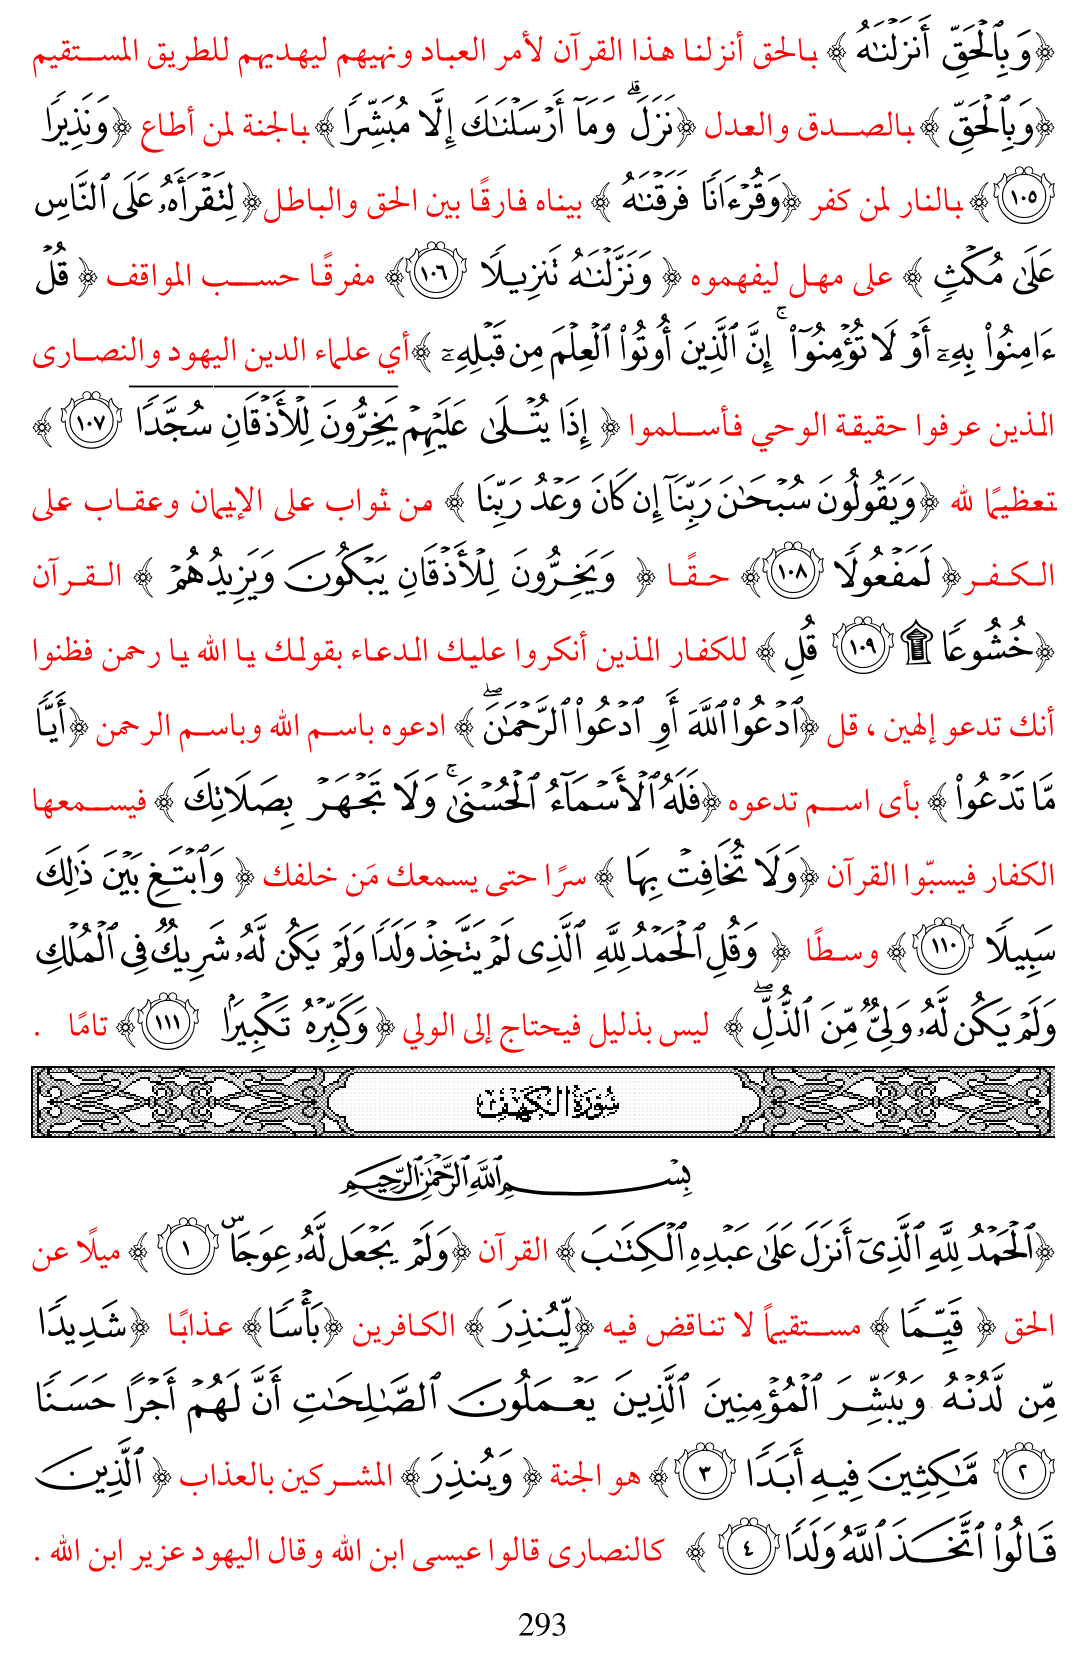 ﴿وَبِٱلْحَقِّ أَنزَلْنَٰهُ ﴾ بالحق أنزلنا هذا القرآن لأمر العباد ونهيهم ليهديهم للطريق المستقيم
﴿وَبِٱلْحَقِّ ﴾ بالصدق والعدل ﴿نَزَلَ ۗ وَمَآ أَرْسَلْنَٰكَ إِلَّا مُبَشِّرًا ﴾ بالجنة لمن أطاع ﴿وَنَذِيرًا
١٠٥﴾ بالنار لمن كفر ﴿وَقُرْءَانًا فَرَقْنَٰهُ ﴾ بيناه فارقًا بين الحق والباطل﴿ لِتَقْرَأَهُۥ عَلَى ٱلنَّاسِ
عَلَىٰ مُكْثٍ ﴾ على مهل ليفهموه ﴿ وَنَزَّلْنَٰهُ تَنزِيلًا ١٠٦﴾ مفرقًا حسب المواقف ﴿ قُلْ
ءَامِنُوا۟ بِهِۦٓ أَوْ لَا تُؤْمِنُوٓا۟ ۚ إِنَّ ٱلَّذِينَ أُوتُوا۟ ٱلْعِلْمَ مِن قَبْلِهِۦٓ ﴾أي علماء الدين اليهود والنصارى
الذين عرفوا حقيقة الوحي فأسلموا ﴿ إِذَا يُتْلَىٰ عَلَيْهِمْ يَخِرُّونَ لِلْأَذْقَانِ سُجَّدًا ١٠٧ ﴾
تعظيمًا لله ﴿وَيَقُولُونَ سُبْحَٰنَ رَبِّنَآ إِن كَانَ وَعْدُ رَبِّنَا ﴾ من ثواب على الإيمان وعقاب على
الكفر﴿ لَمَفْعُولًا ١٠٨﴾ حقًا ﴿ وَيَخِرُّونَ لِلْأَذْقَانِ يَبْكُونَ وَيَزِيدُهُمْ ﴾ القرآن
﴿خُشُوعًا ۩ ١٠٩ قُلِ ﴾ للكفار الذين أنكروا عليك الدعاء بقولك يا الله يا رحمن فظنوا
أنك تدعو إلهين ، قل ﴿ٱدْعُوا۟ ٱللَّهَ أَوِ ٱدْعُوا۟ ٱلرَّحْمَٰنَ ۖ ﴾ ادعوه باسم الله وباسم الرحمن ﴿أَيًّا
مَّا تَدْعُوا۟ ﴾ بأى اسم تدعوه ﴿فَلَهُ ٱلْأَسْمَآءُ ٱلْحُسْنَىٰ ۚ وَلَا تَجْهَرْ بِصَلَاتِكَ ﴾ فيسمعها
الكفار فيسبّوا القرآن ﴿وَلَا تُخَافِتْ بِهَا ﴾ سرًا حتى يسمعك مَن خلفك ﴿ وَٱبْتَغِ بَيْنَ ذَٰلِكَ
سَبِيلًا ١١٠ ﴾ وسطًا ﴿ وَقُلِ ٱلْحَمْدُ لِلَّهِ ٱلَّذِى لَمْ يَتَّخِذْ وَلَدًا وَلَمْ يَكُن لَّهُۥ شَرِيكٌ فِى ٱلْمُلْكِ
وَلَمْ يَكُن لَّهُۥ وَلِىٌّ مِّنَ ٱلذُّلِّ ۖ ﴾ ليس بذليل فيحتاج إلى الولي ﴿ وَكَبِّرْهُ تَكْبِيرًۢا ١١١﴾ تامًا .
سُورَةُ الكَهْفِ
بِسْمِ ٱللَّهِ ٱلرَّحْمَٰنِ ٱلرَّحِيمِ
﴿ٱلْحَمْدُ لِلَّهِ ٱلَّذِىٓ أَنزَلَ عَلَىٰ عَبْدِهِ ٱلْكِتَٰبَ﴾ القرآن ﴿وَلَمْ يَجْعَل لَّهُۥ عِوَجَاۜ ١ ﴾ ميلًا عن
الحق ﴿ قَيِّمًا ﴾ مستقيماً لا تناقض فيه ﴿لِّيُنذِرَ ﴾ الكافرين ﴿بَأْسًا﴾ عذابًا ﴿شَدِيدًا
مِّن لَّدُنْهُ وَيُبَشِّرَ ٱلْمُؤْمِنِينَ ٱلَّذِينَ يَعْمَلُونَ ٱلصَّٰلِحَٰتِ أَنَّ لَهُمْ أَجْرًا حَسَنًا
٢ مَّٰكِثِينَ فِيهِ أَبَدًا ٣ ﴾ هو الجنة ﴿ وَيُنذِرَ﴾ المشركين بالعذاب ﴿ ٱلَّذِينَ
قَالُوا۟ ٱتَّخَذَ ٱللَّهُ وَلَدًا ٤ ﴾ كالنصارى قالوا عيسى ابن الله وقال اليهود عزير ابن الله .
293